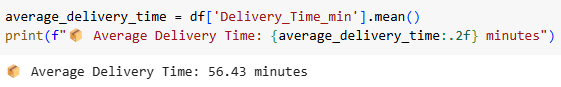 average_delivery_time = df['Delivery_Time_min'].mean()
print(f"📦 Average Delivery Time: {average_delivery_time:.2f} minutes")
📦 Average Delivery Time: 56.43 minutes